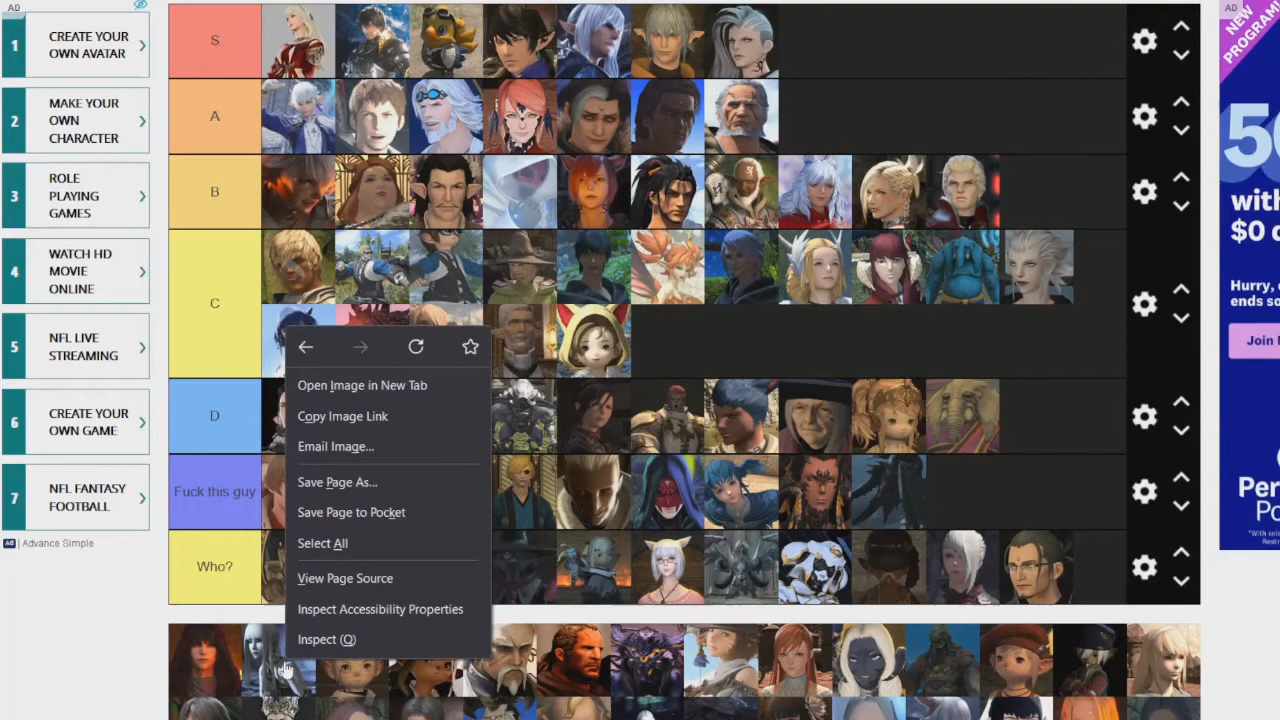 AD
1
CREATE YOUR
OWN AVATAR
2
MAKE YOUR
OWN
CHARACTER
3
ROLE
PLAYING
GAMES
4
WATCH HD
MOVIE
ONLINE
5
NFL LIVE
STREAMING
6
CREATE YOUR
OWN GAME
7
NFL FANTASY
FOOTBALL
Ad | Advance Simple
S
A
B
C
D
Fuck this guy
Who?
Open Image in New Tab
Copy Image Link
Email Image...
Save Page As...
Save Page to Pocket
Select All
View Page Source
Inspect Accessibility Properties
Inspect (Q)
AD
NEW
PROGRAM!
with
$0
Hurry,
ends
Join
Per